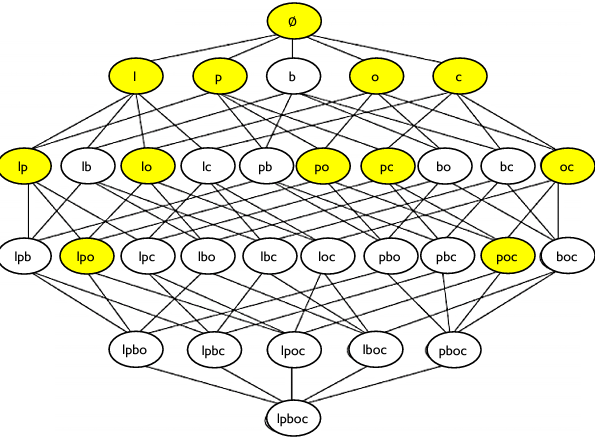 Ø
l p b o c
lp lb lo lc pb po pc bo bc oc
lpb lpo lpc lbo lbc loc pbo pbc poc boc
lpbo lpbc lpoc lboc pboc
lpboc